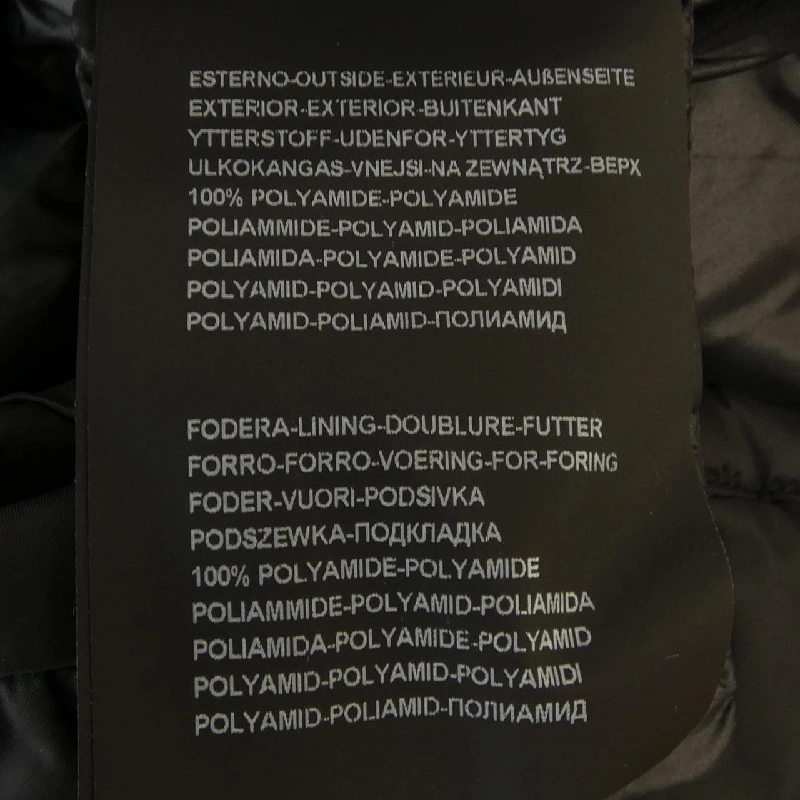 ESTERNO-OUTSIDE-EXTERIEUR-AUßENSEITE
EXTERIOR-EXTERIOR-BUITENKANT
YTTERSTOFF-UDENFOR-YTTERTYG
ULKOKANGAS-VNEJSI-NA ZEWNĄTRZ-ВЕРХ
100% POLYAMIDE-POLYAMIDE
POLIAMMIDE-POLYAMID-POLIAMIDA
POLIAMIDA-POLYAMIDE-POLYAMID
POLYAMID-POLYAMID-POLYAMIDI
POLYAMID-POLIAMID-ПОЛИАМИД
FODERA-LINING-DOUBLURE-FUTTER
FORRO-FORRO-VOERING-FOR-FORING
FODER-VUORI-PODSIVKA
PODSZEWKA-ПОДКЛАДКА
100% POLYAMIDE-POLYAMIDE
POLIAMMIDE-POLYAMID-POLIAMIDA
POLIAMIDA-POLYAMIDE-POLYAMID
POLYAMID-POLYAMID-POLYAMIDI
POLYAMID-POLIAMID-ПОЛИАМИД